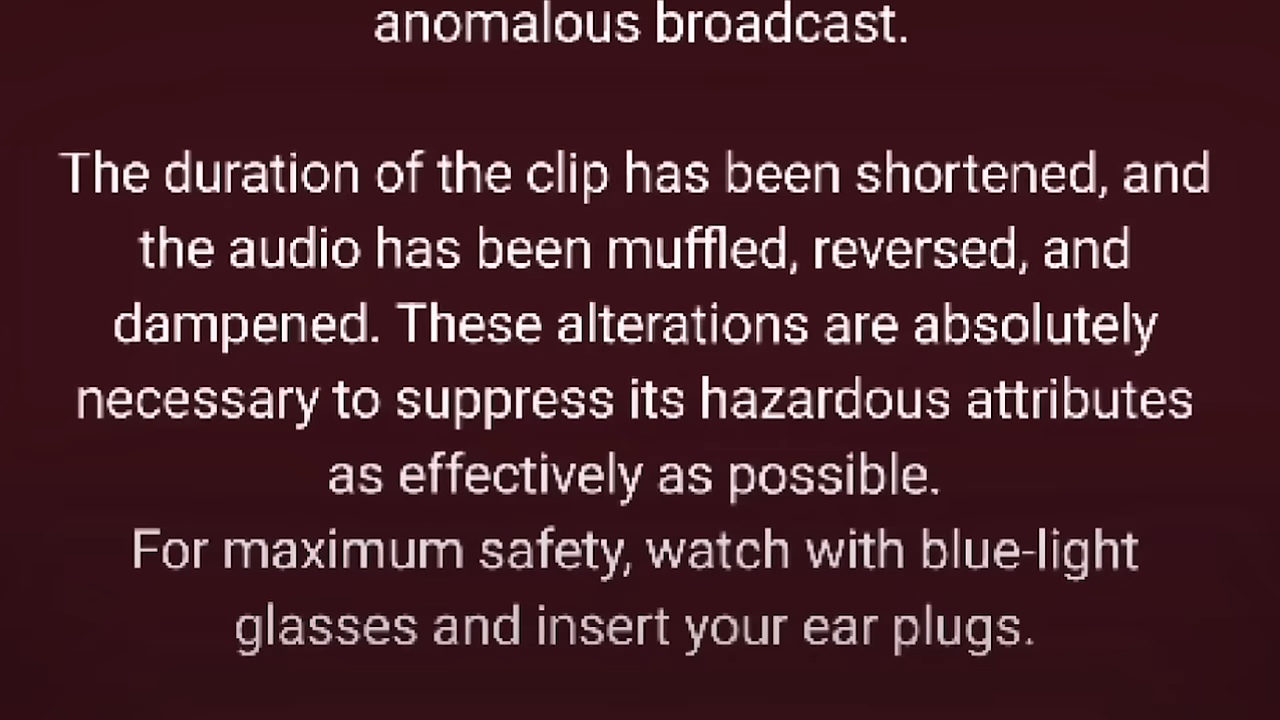 anomalous broadcast.
The duration of the clip has been shortened, and
the audio has been muffled, reversed, and
dampened. These alterations are absolutely
necessary to suppress its hazardous attributes
as effectively as possible.
For maximum safety, watch with blue-light
glasses and insert your ear plugs.